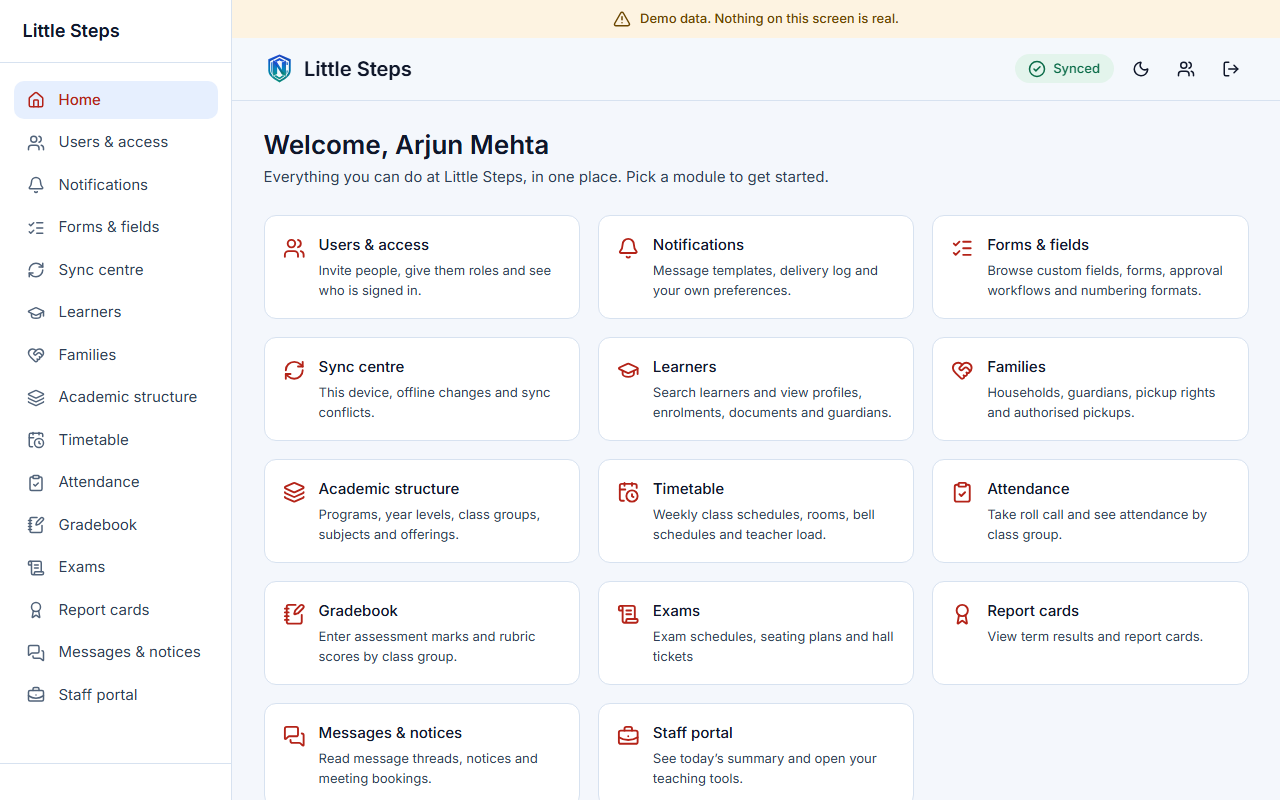 Little Steps
Home
Users & access
Notifications
Forms & fields
Sync centre
Learners
Families
Academic structure
Timetable
Attendance
Gradebook
Exams
Report cards
Messages & notices
Staff portal
Demo data. Nothing on this screen is real.
Little Steps
Synced
Welcome, Arjun Mehta
Everything you can do at Little Steps, in one place. Pick a module to get started.
Users & access
Invite people, give them roles and see
who is signed in.
Notifications
Message templates, delivery log and
your own preferences.
Forms & fields
Browse custom fields, forms, approval
workflows and numbering formats.
Sync centre
This device, offline changes and sync
conflicts.
Learners
Search learners and view profiles,
enrolments, documents and guardians.
Families
Households, guardians, pickup rights
and authorised pickups.
Academic structure
Programs, year levels, class groups,
subjects and offerings.
Timetable
Weekly class schedules, rooms, bell
schedules and teacher load.
Attendance
Take roll call and see attendance by
class group.
Gradebook
Enter assessment marks and rubric
scores by class group.
Exams
Exam schedules, seating plans and hall
tickets
Report cards
View term results and report cards.
Messages & notices
Read message threads, notices and
meeting bookings.
Staff portal
See today’s summary and open your
teaching tools.